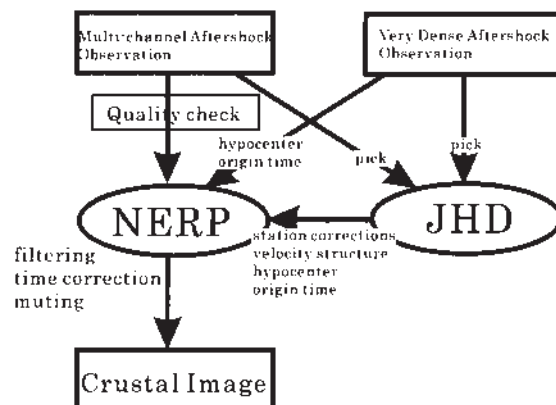 Multi-channel Aftershock
Observation
Very Dense Aftershock
Observation
Quality check
hypocenter
origin time
pick
pick
NERP
JHD
station corrections
velocity structure
hypocenter
origin time
filtering
time correction
muting
Crustal Image